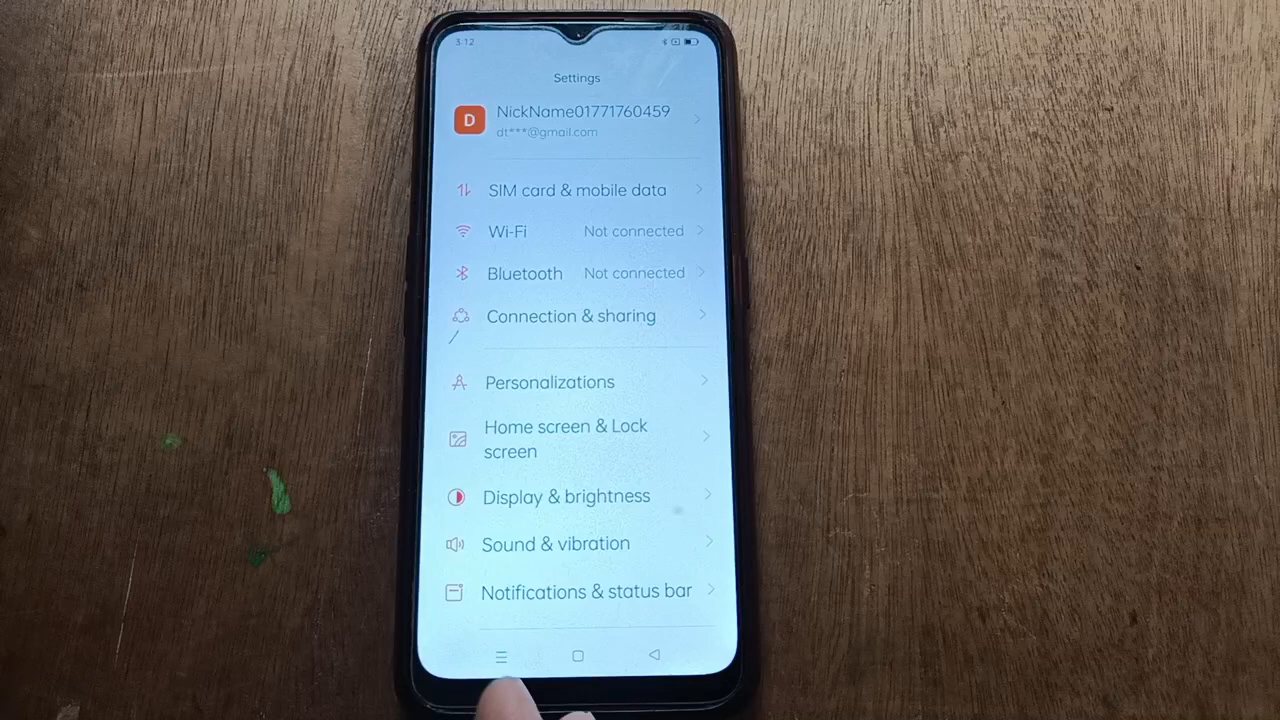 3:12
Settings
D
NickName01771760459
dt***@gmail.com
SIM card & mobile data
Wi-Fi Not connected
Bluetooth Not connected
Connection & sharing
Personalizations
Home screen & Lock
screen
Display & brightness
Sound & vibration
Notifications & status bar